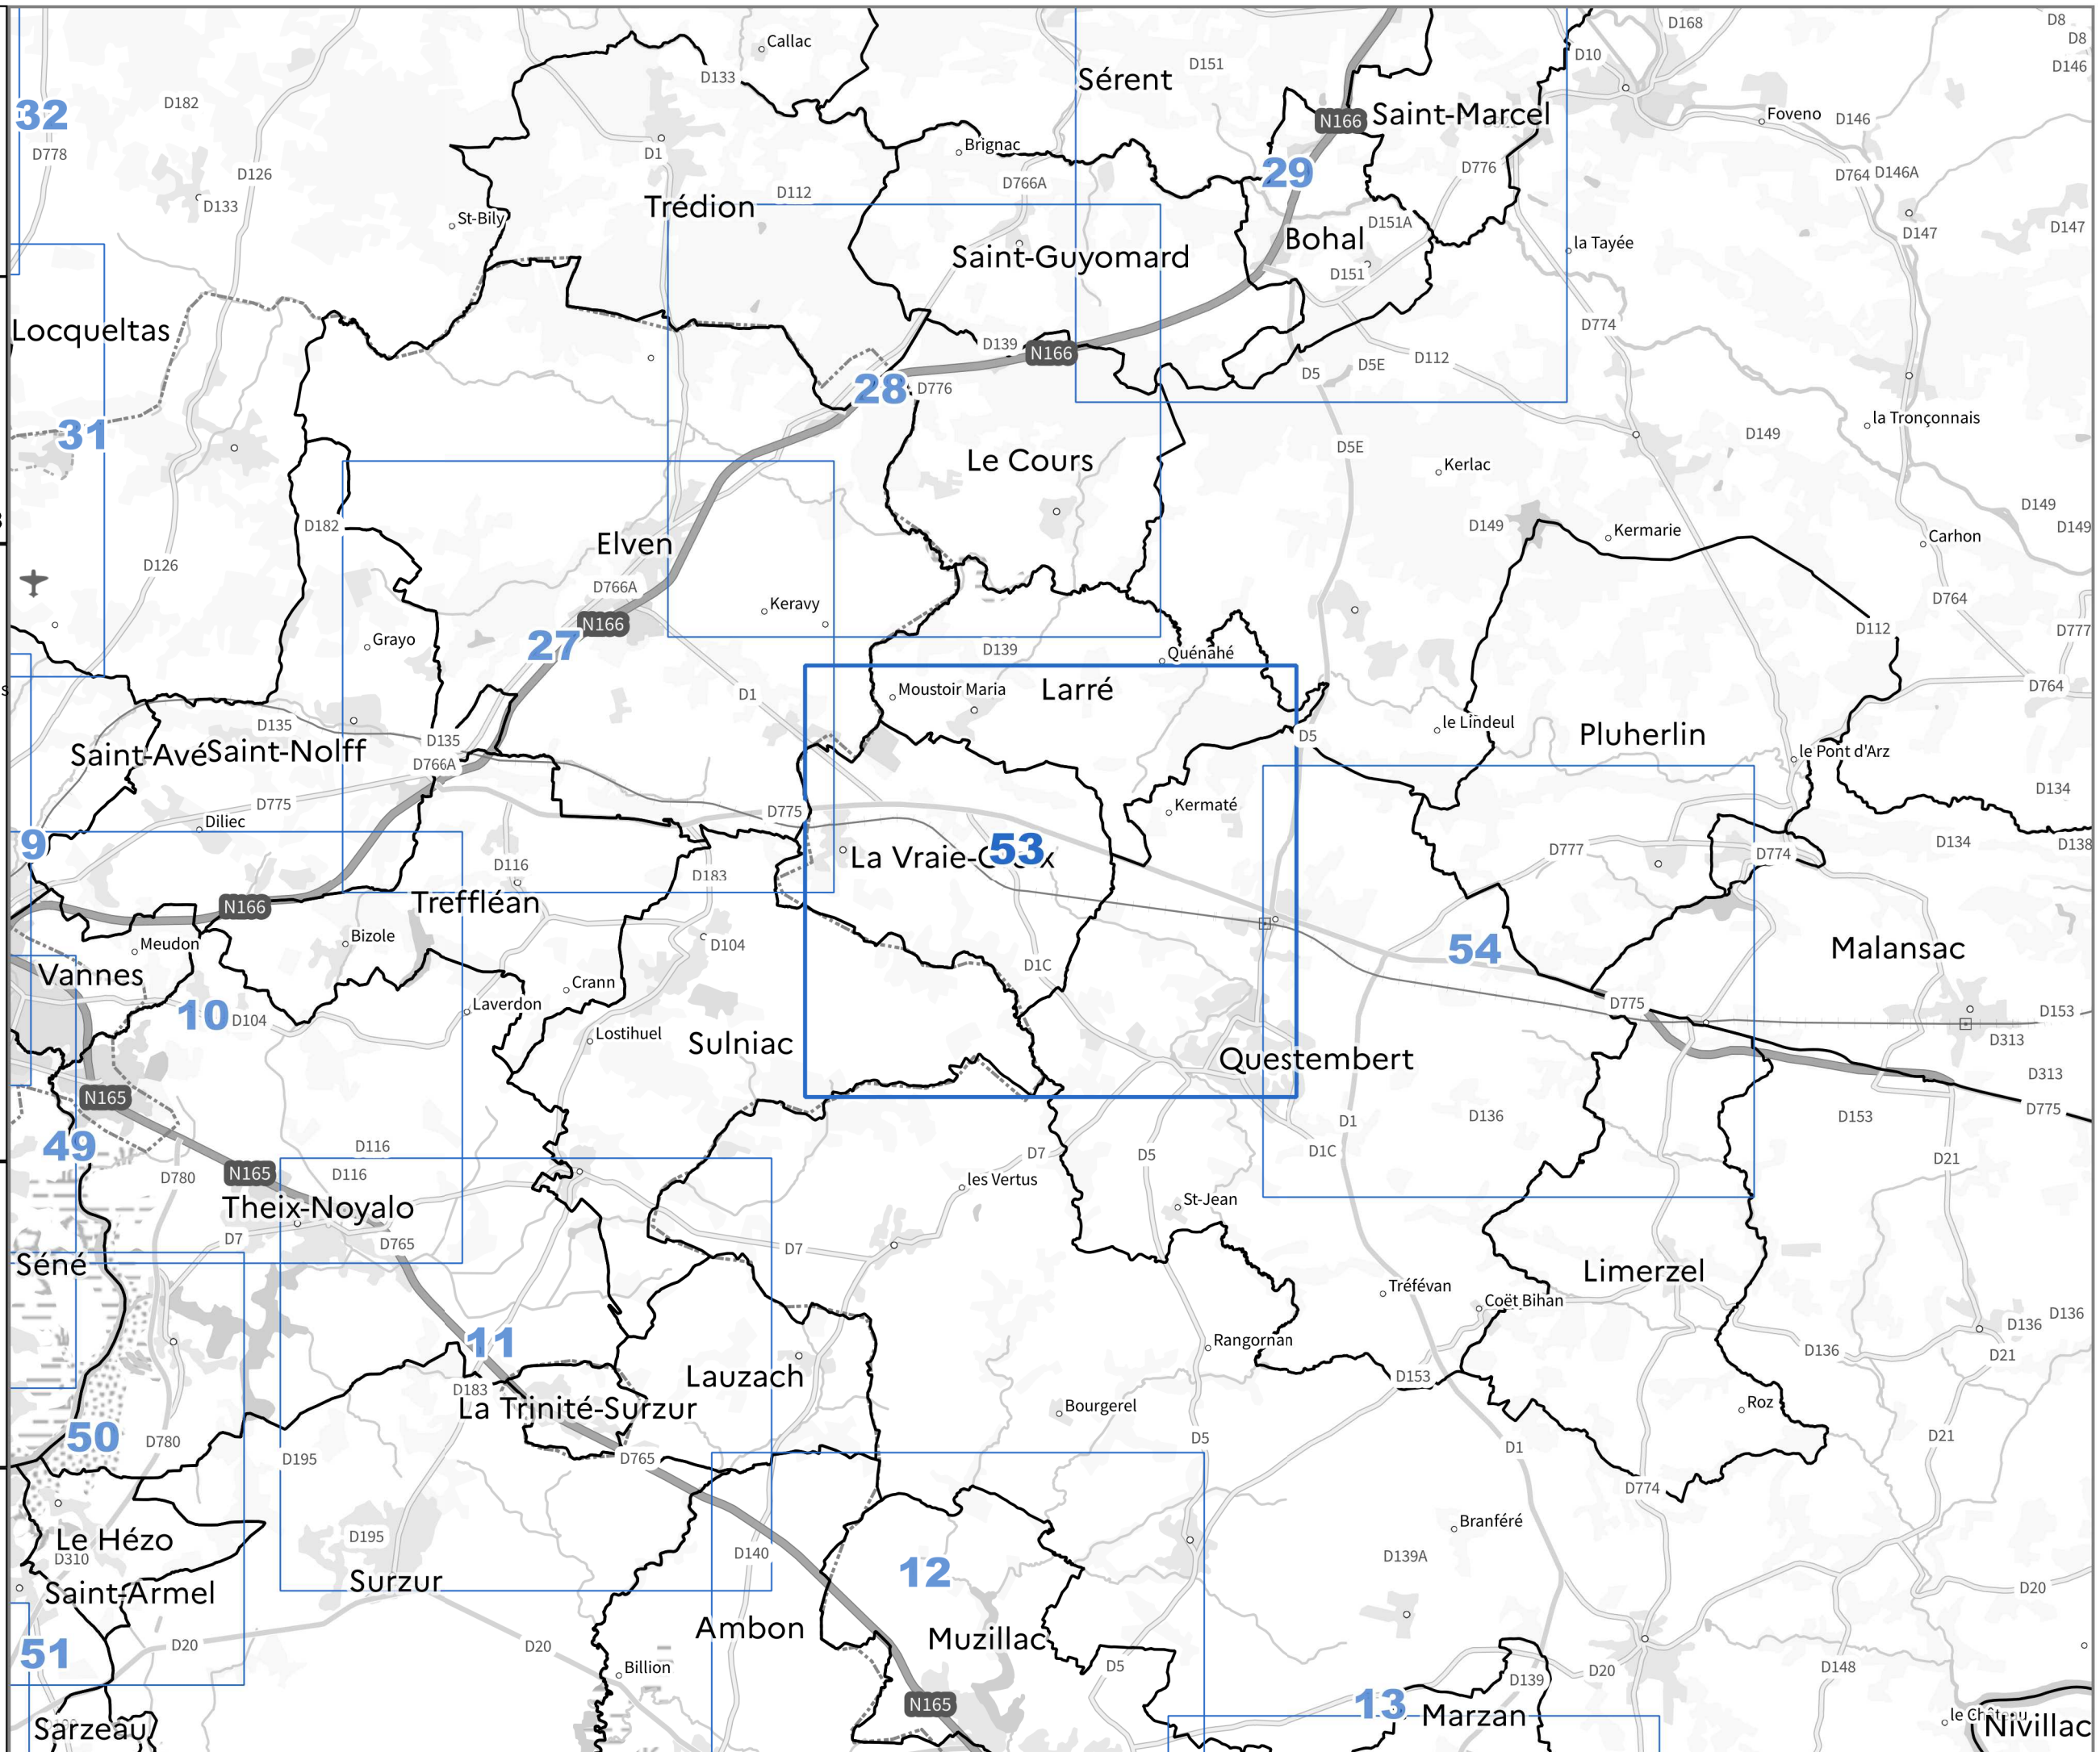 D168
D8
D8
D146
Callac
D133
Sérent
D151
D10
32
D182
D778
N166
Saint-Marcel
Foveno
D146
D1
Brignac
D126
29
D776
D764
D146A
D133
Trédion
D112
D766A
St-Bily
D151A
D147
D147
Saint-Guyomard
Bohal
la Tayée
D151
Locqueltas
D139
N166
D774
D5E
D112
D5
28
D776
31
la Tronçonnais
D149
D5E
Le Cours
Kerlac
D182
D149
D149
D149
Kermarie
Carhon
Elven
D126
D766A
Keravy
D764
N166
27
Grayo
D139
Quénahé
D112
D777
D1
Moustoir Maria
Larré
D764
D135
D135
le Lindeul
D5
Pluherlin
Saint-Avé
Saint-Nolff
D766A
le Pont d'Arz
D775
D775
Kermaté
D134
Diliec
9
D116
La Vraie-C
53
x
D777
D774
D134
D138
D183
N166
Treffléan
Meudon
Bizole
D104
54
Malansac
Vannes
D1C
Crann
Laverdon
D775
D153
10
D104
Lostihuel
Sulniac
D313
Questembert
D313
N165
D775
D136
D153
D1
49
D116
D7
D5
D1C
D21
N165
D116
D780
les Vertus
St-Jean
Theix-Noyalo
D7
D765
D7
Séné
Limerzel
Tréfévan
Coët Bihan
D136
D136
11
Rangornan
D136
D21
Lauzach
D183
D153
La Trinité-Surzur
Bourgerel
Roz
50
D780
D195
D765
D5
D1
D21
D774
Branféré
D195
Le Hézo
D310
D140
12
D139A
Surzur
Saint-Armel
D20
Ambon
Muzillac
51
D20
D20
Billion
D5
D20
D148
D139
N165
13
Marzan
Sarzeau
le Château
Nivillac